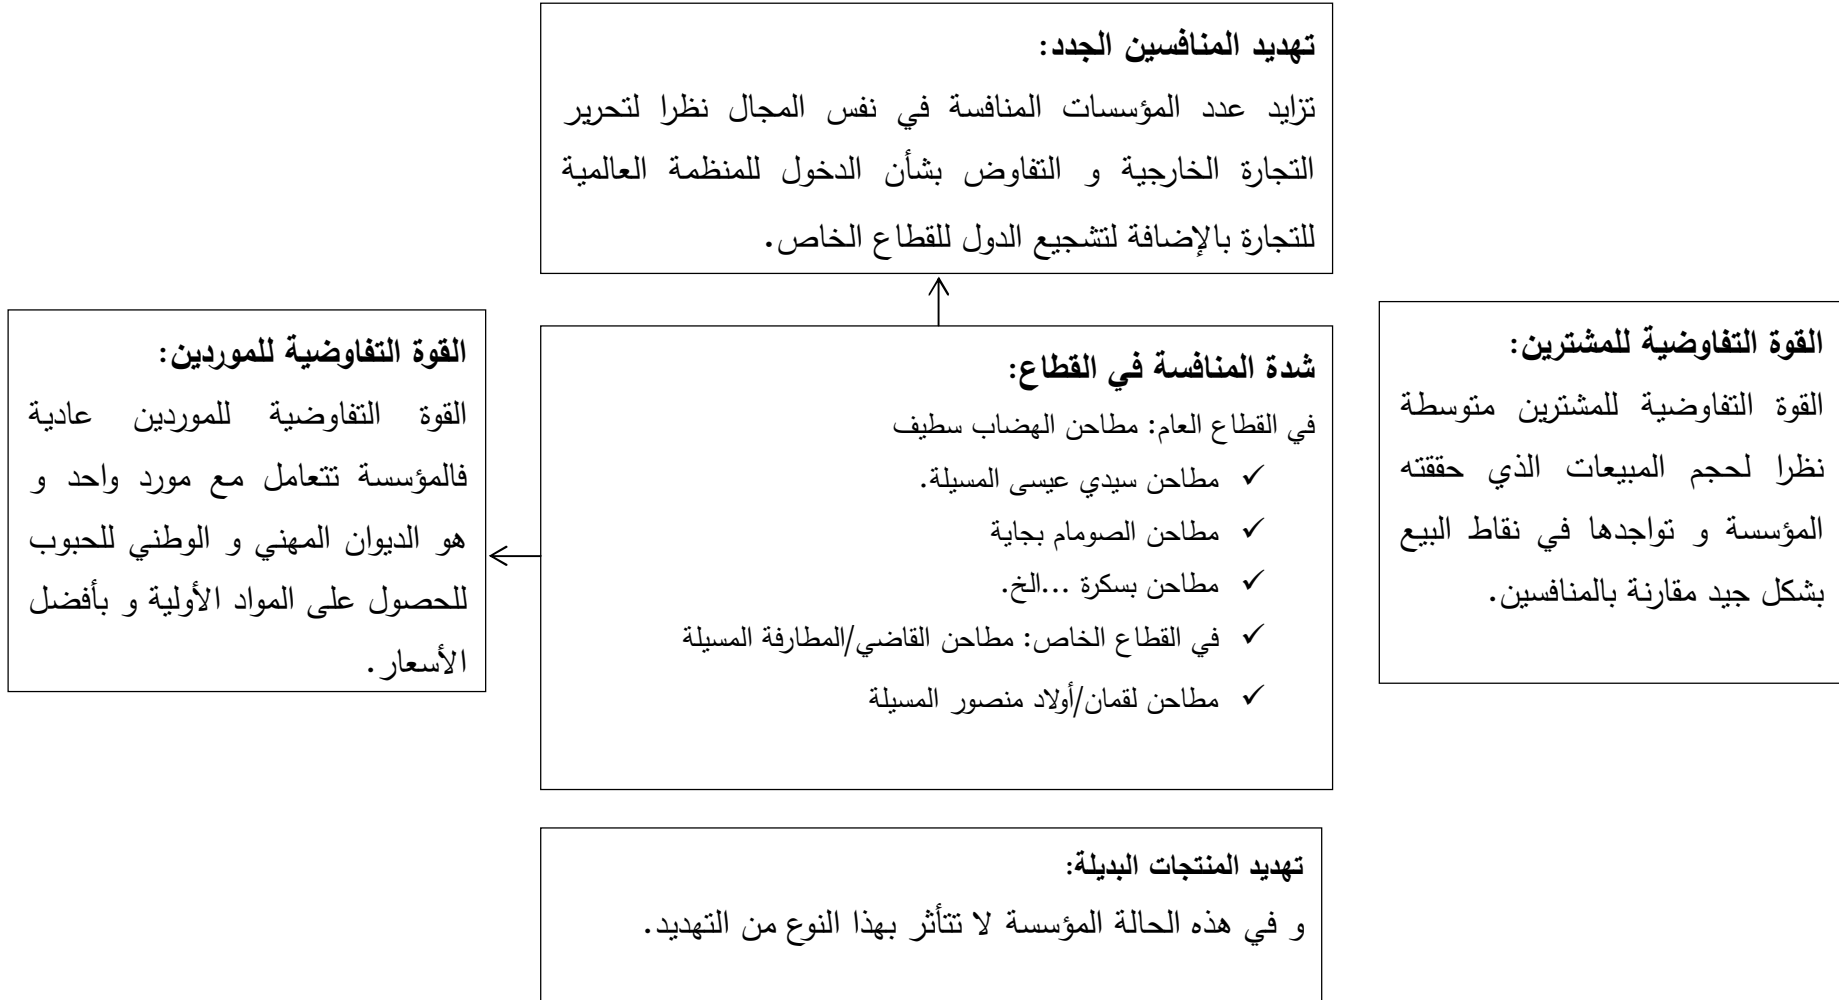 تهديد المنافسين الجدد:
تزايد عدد المؤسسات المنافسة في نفس المجال نظرا لتحرير
التجارة الخارجية و التفاوض بشأن الدخول للمنظمة العالمية
للتجارة بالإضافة لتشجيع الدول للقطاع الخاص.
القوة التفاوضية للمشترين:
القوة التفاوضية للمشترين متوسطة
نظرا لحجم المبيعات الذي حققته
المؤسسة و تواجدها في نقاط البيع
بشكل جيد مقارنة بالمنافسين.
شدة المنافسة في القطاع:
في القطاع العام: مطاحن الهضاب سطيف
✓ مطاحن سيدي عيسى المسيلة.
✓ مطاحن الصومام بجاية
✓ مطاحن بسكرة ...الخ.
✓ في القطاع الخاص: مطاحن القاضي/المطارفة المسيلة
✓ مطاحن لقمان/أولاد منصور المسيلة
القوة التفاوضية للموردين:
القوة التفاوضية للموردين عادية
فالمؤسسة تتعامل مع مورد واحد و
هو الديوان المهني و الوطني للحبوب
للحصول على المواد الأولية و بأفضل
الأسعار.
تهديد المنتجات البديلة:
و في هذه الحالة المؤسسة لا تتأثر بهذا النوع من التهديد.